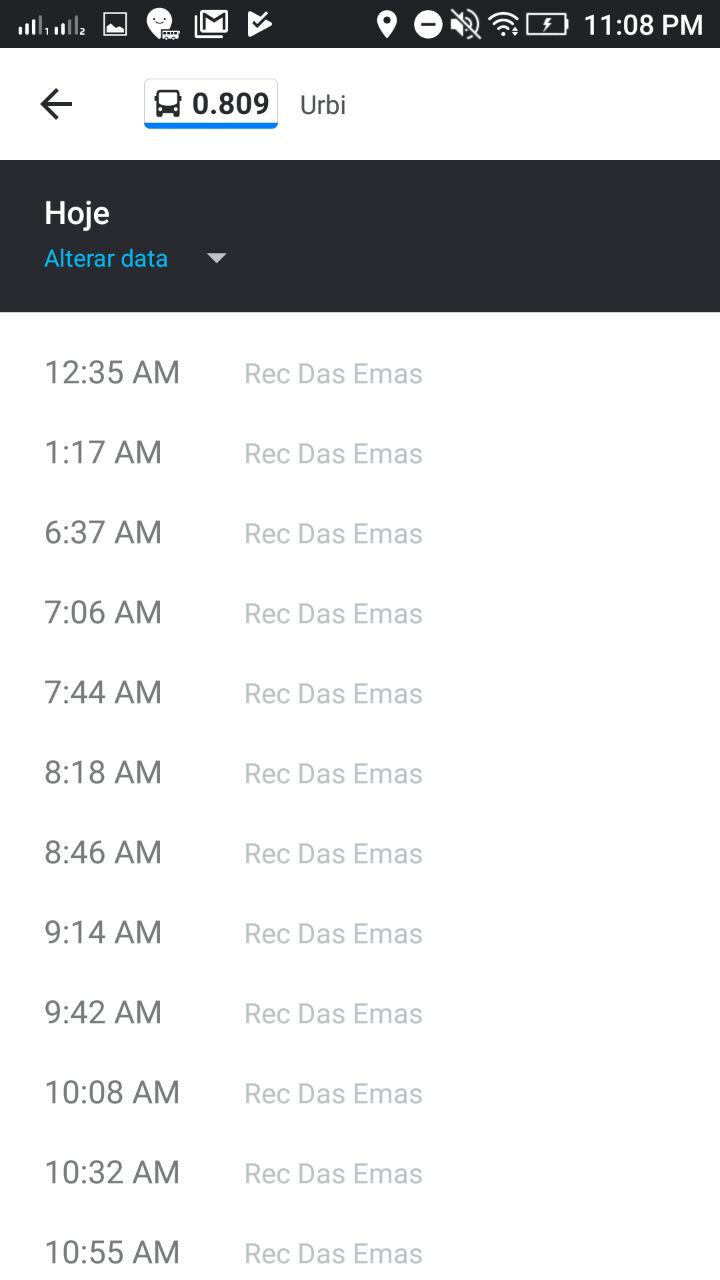 11:08 PM
0.809 Urbi
Hoje
Alterar data
12:35 AM Rec Das Emas
1:17 AM Rec Das Emas
6:37 AM Rec Das Emas
7:06 AM Rec Das Emas
7:44 AM Rec Das Emas
8:18 AM Rec Das Emas
8:46 AM Rec Das Emas
9:14 AM Rec Das Emas
9:42 AM Rec Das Emas
10:08 AM Rec Das Emas
10:32 AM Rec Das Emas
10:55 AM Rec Das Emas